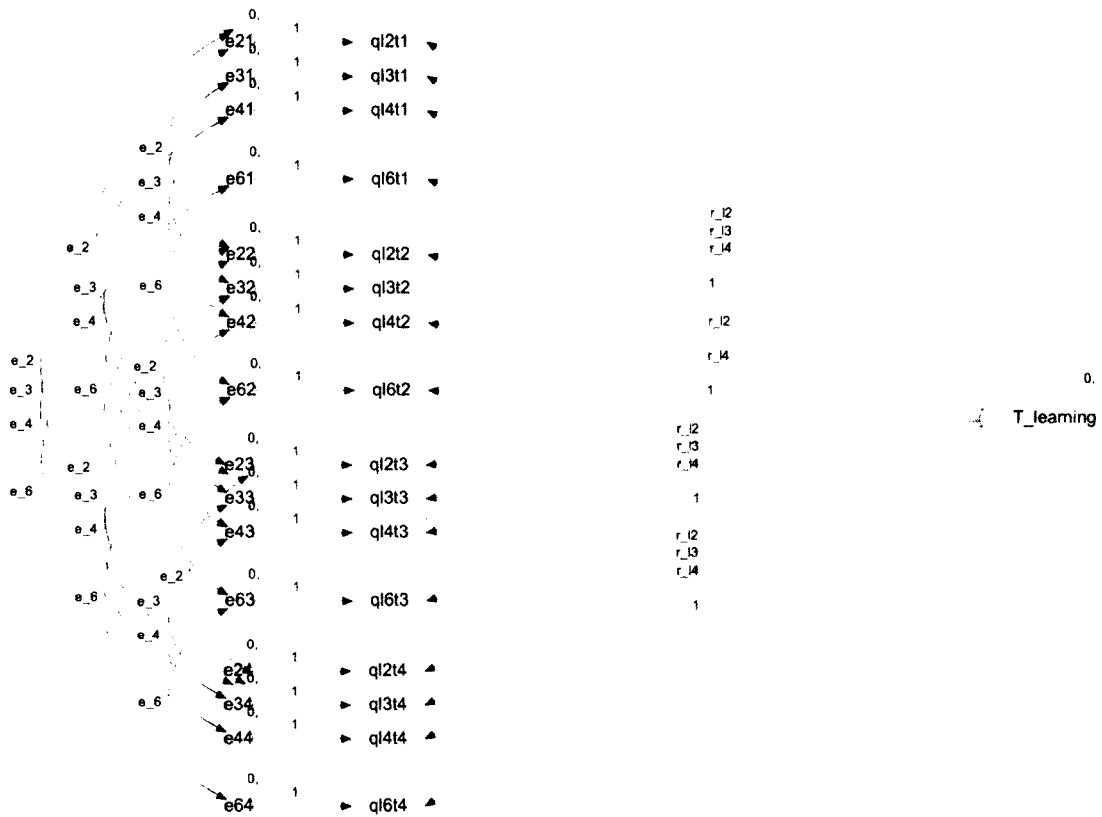 0,
1
e21 ql2t1
0,
1
e31 ql3t1
0,
1
e41 ql4t1
e_2
0,
1
e61 ql6t1
e_3
e_4
r_l2
r_l3
0,
1
e_2
e22 ql2t2
r_l4
0,
1
e_3
e_6
e32 ql3t2
1
0,
1
e_4
e42 ql4t2
r_l2
e_2
e_2
0,
r_l4
1
0,
e_3
e_6
e_3
e62 ql6t2
1
T_learning
e_4
e_4
r_l2
0,
r_l3
1
e_2
e23 ql2t3
r_l4
0,
1
e_6
e_3
e_6
e33 ql3t3
1
0,
1
e_4
e43 ql4t3
r_l2
r_l3
e_2
0,
r_l4
1
e_6
e_3
e63 ql6t3
1
e_4
0,
1
e24 ql2t4
0,
1
e_6
e34 ql3t4
0,
1
e44 ql4t4
0,
1
e64 ql6t4